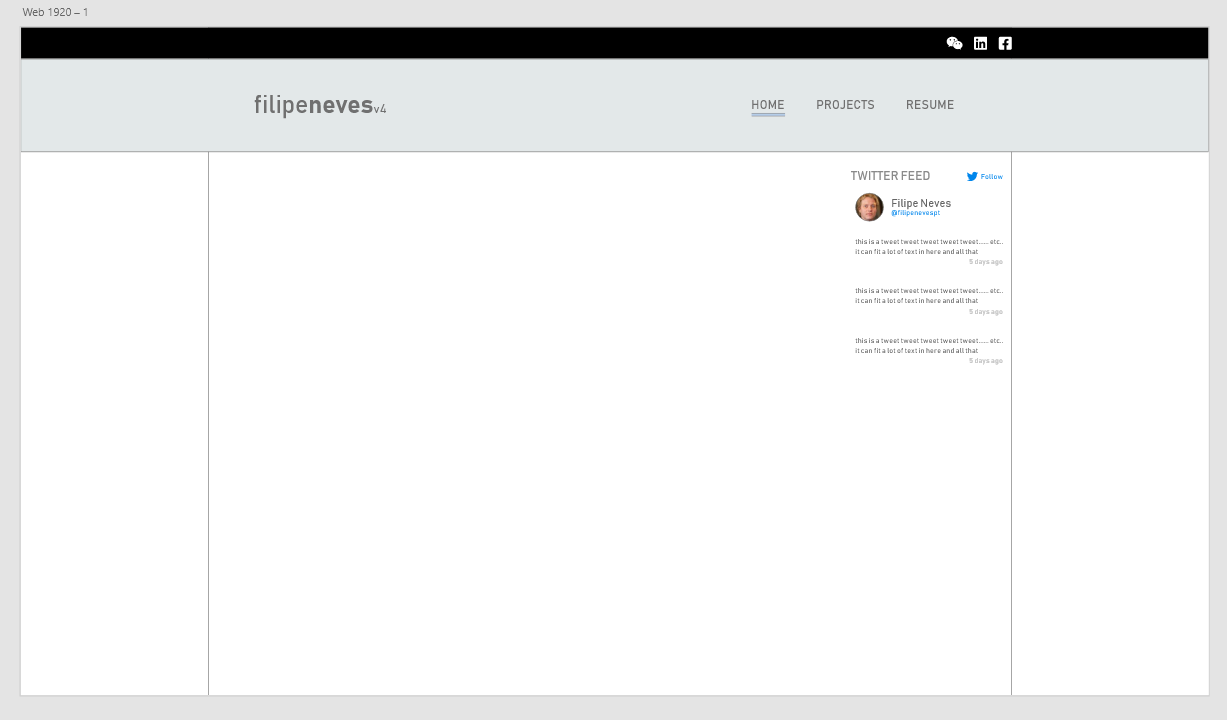 Web 1920 – 1
filipenevesv4
HOME PROJECTS RESUME
TWITTER FEED Follow
Filipe Neves
@filipenevespt
this is a tweet tweet tweet tweet tweet...... etc..
it can fit a lot of text in here and all that
5 days ago
this is a tweet tweet tweet tweet tweet...... etc..
it can fit a lot of text in here and all that
5 days ago
this is a tweet tweet tweet tweet tweet...... etc..
it can fit a lot of text in here and all that
5 days ago